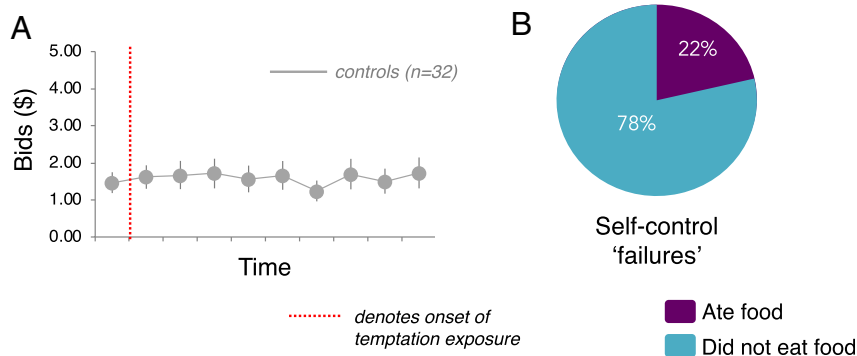 A
5.00
4.00
3.00
2.00
1.00
0.00
Bids ($)
controls (n=32)
Time
denotes onset of
temptation exposure
B
22%
78%
Self-control
‘failures’
Ate food
Did not eat food